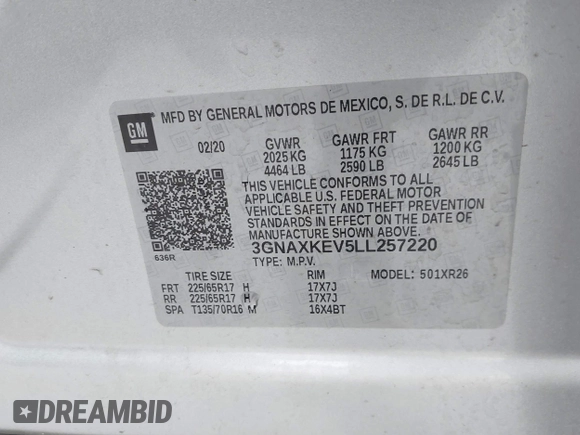 GM
MFD BY GENERAL MOTORS DE MEXICO, S. DE R.L. DE C.V.
02/20 GVWR GAWR FRT GAWR RR
2025 KG 1175 KG 1200 KG
4464 LB 2590 LB 2645 LB
THIS VEHICLE CONFORMS TO ALL
APPLICABLE U.S. FEDERAL MOTOR
VEHICLE SAFETY AND THEFT PREVENTION
STANDARDS IN EFFECT ON THE DATE OF
MANUFACTURE SHOWN ABOVE.
636R
3GNAXKEV5LL257220
TYPE: M.P.V. MODEL: 501XR26
TIRE SIZE RIM
FRT 225/65R17 H 17X7J
RR 225/65R17 H 17X7J
SPA T135/70R16 M 16X4BT
DREAMBID